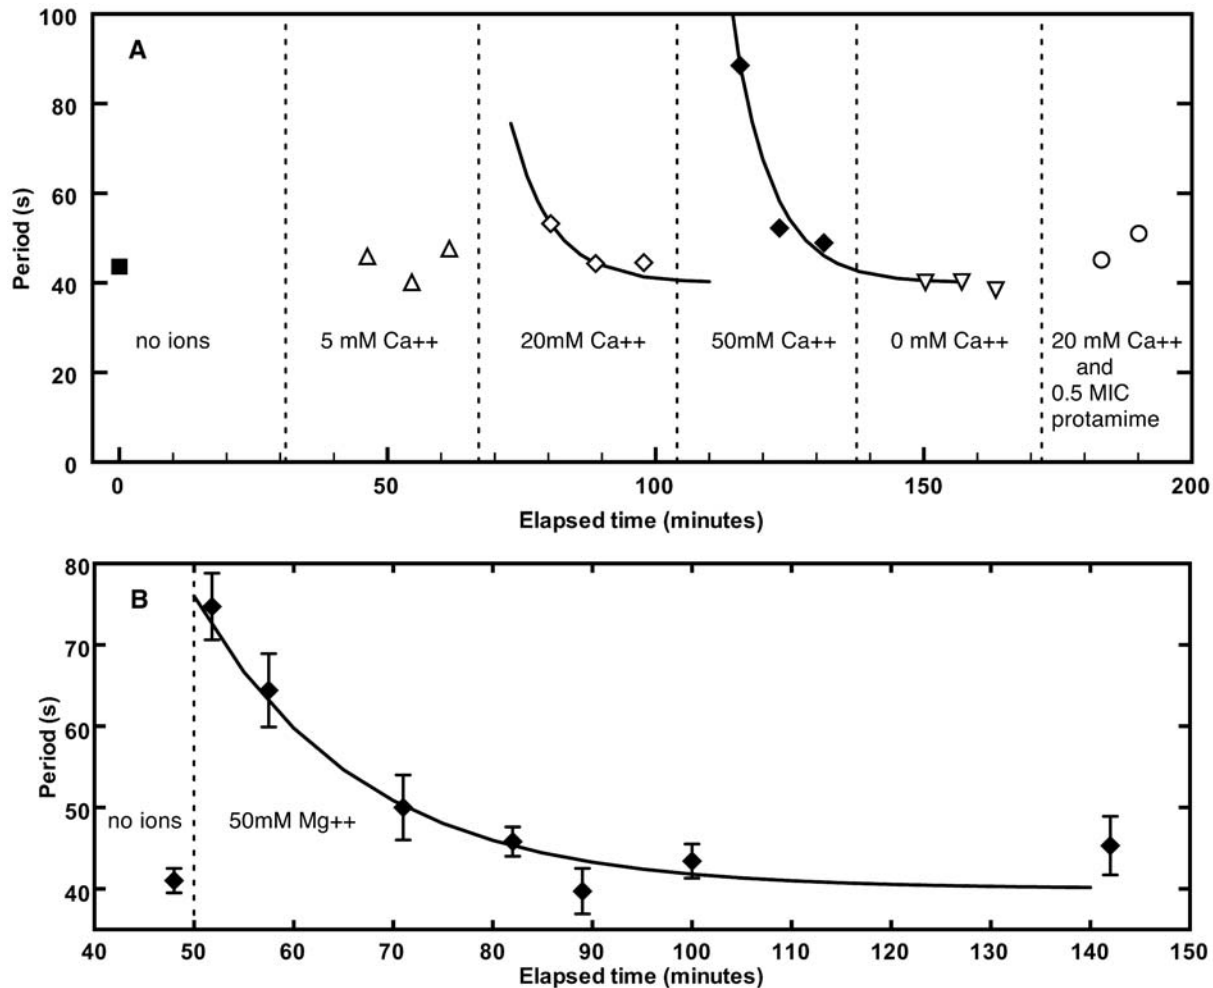 A
100
80
60
40
20
0
Period (s)
no ions
5 mM Ca++
20mM Ca++
50mM Ca++
0 mM Ca++
20 mM Ca++
and
0.5 MIC
protamime
0 50 100 150 200
Elapsed time (minutes)
B
80
70
60
50
40
Period (s)
no ions
50mM Mg++
40 50 60 70 80 90 100 110 120 130 140 150
Elapsed time (minutes)